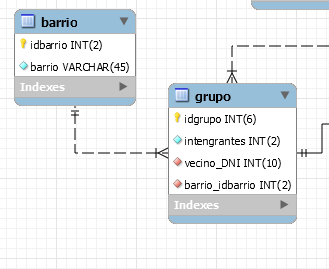 barrio
idbarrio INT(2)
barrio VARCHAR(45)
Indexes
grupo
idgrupo INT(6)
intengrantes INT(2)
vecino_DNI INT(10)
barrio_idbarrio INT(2)
Indexes